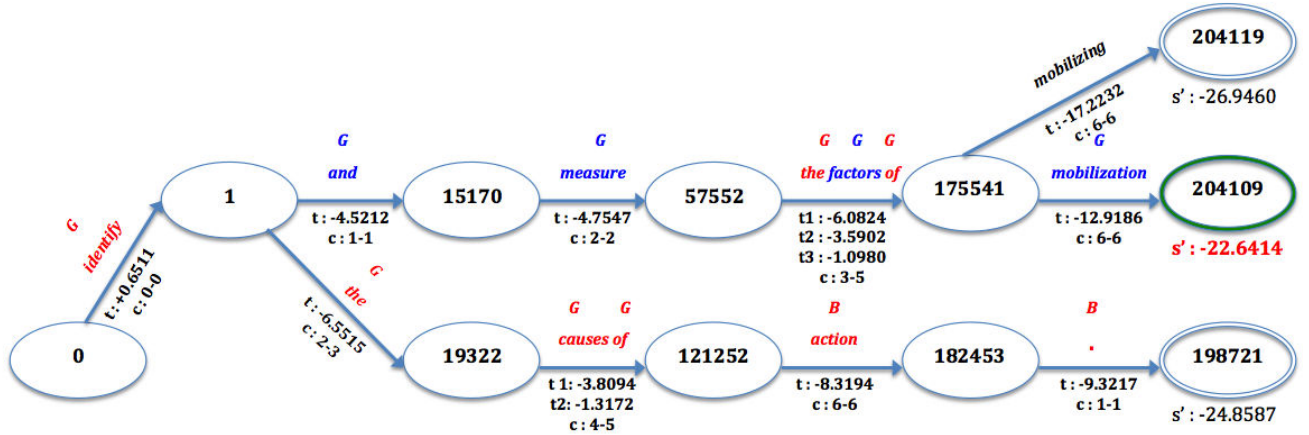 204119
s' : -26.9460
mobilizing
t : -17.2232
c : 6-6
G
identify
t : +0.6511
c : 0-0
0
1
G
and
t : -4.5212
c : 1-1
15170
G
measure
t : -4.7547
c : 2-2
57552
G G G
the factors of
t1 : -6.0824
t2 : -3.5902
t3 : -1.0980
c : 3-5
175541
G
mobilization
t : -12.9186
c : 6-6
204109
s' : -22.6414
G
the
t : -6.5515
c : 2-3
19322
G G
causes of
t 1: -3.8094
t2: -1.3172
c : 4-5
121252
B
action
t : -8.3194
c : 6-6
182453
B
.
t : -9.3217
c : 1-1
198721
s' : -24.8587